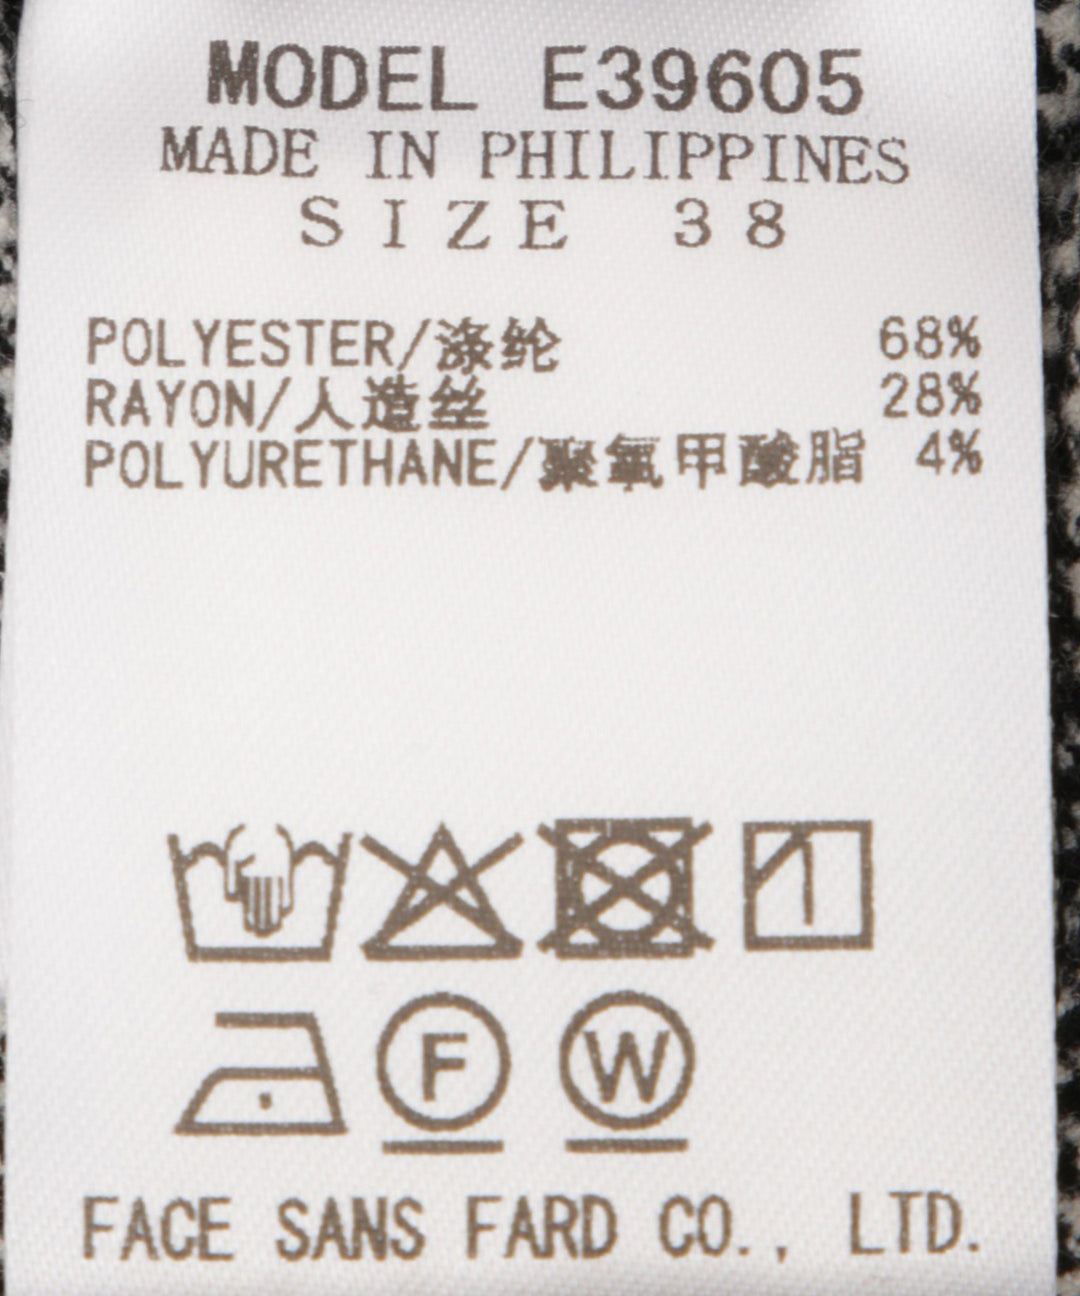 MODEL E39605
MADE IN PHILIPPINES
SIZE 38
POLYESTER/涤纶 68%
RAYON/人造丝 28%
POLYURETHANE/聚氧甲酸脂 4%
F W
FACE SANS FARD CO., LTD.